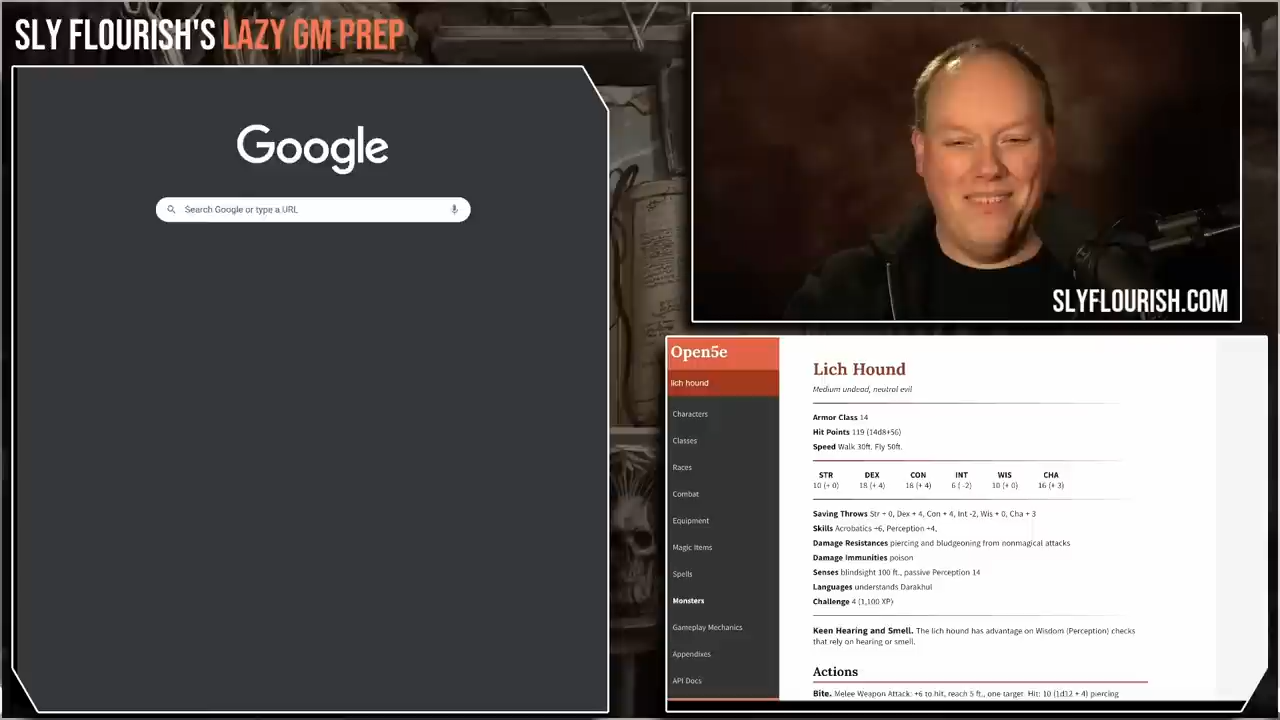 SLY FLOURISH'S LAZY GM PREP
Google
Search Google or type a URL
SLYFLOURISH.COM
Open5e
lich hound
Characters
Classes
Races
Combat
Equipment
Magic Items
Spells
Monsters
Gameplay Mechanics
Appendixes
API Docs
Lich Hound
Medium undead, neutral evil
Armor Class 14
Hit Points 119 (14d8+56)
Speed Walk 30ft. Fly 50ft.
STR DEX CON INT WIS CHA
10 (+ 0) 18 (+ 4) 18 (+ 4) 6 ( -2) 10 (+ 0) 16 (+ 3)
Saving Throws Str + 0, Dex + 4, Con + 4, Int -2, Wis + 0, Cha + 3
Skills Acrobatics +6, Perception +4,
Damage Resistances piercing and bludgeoning from nonmagical attacks
Damage Immunities poison
Senses blindsight 100 ft., passive Perception 14
Languages understands Darakhul
Challenge 4 (1,100 XP)
Keen Hearing and Smell. The lich hound has advantage on Wisdom (Perception) checks
that rely on hearing or smell.
Actions
Bite. Melee Weapon Attack: +6 to hit, reach 5 ft., one target. Hit: 10 (1d12 + 4) piercing